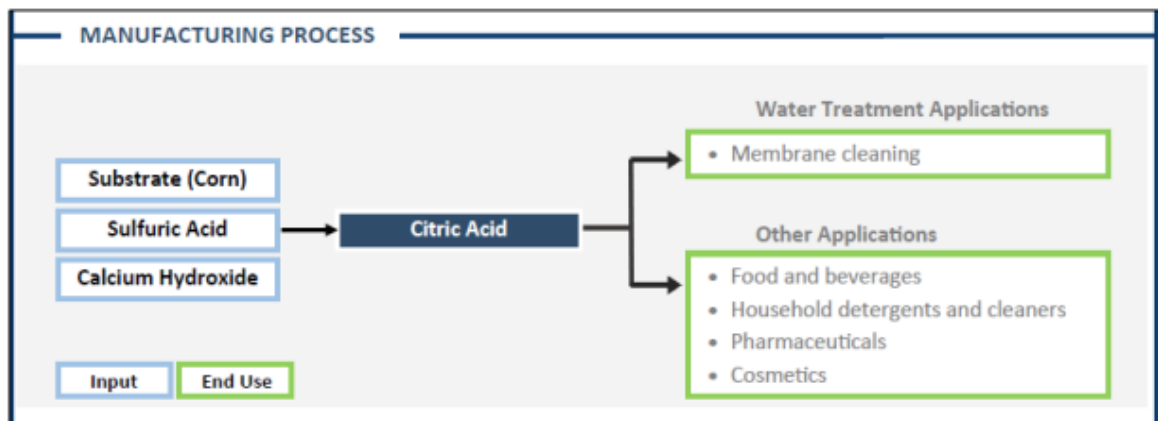 MANUFACTURING PROCESS
Water Treatment Applications
• Membrane cleaning
Substrate (Corn)
Sulfuric Acid
Calcium Hydroxide
Citric Acid
Other Applications
• Food and beverages
• Household detergents and cleaners
• Pharmaceuticals
• Cosmetics
Input
End Use